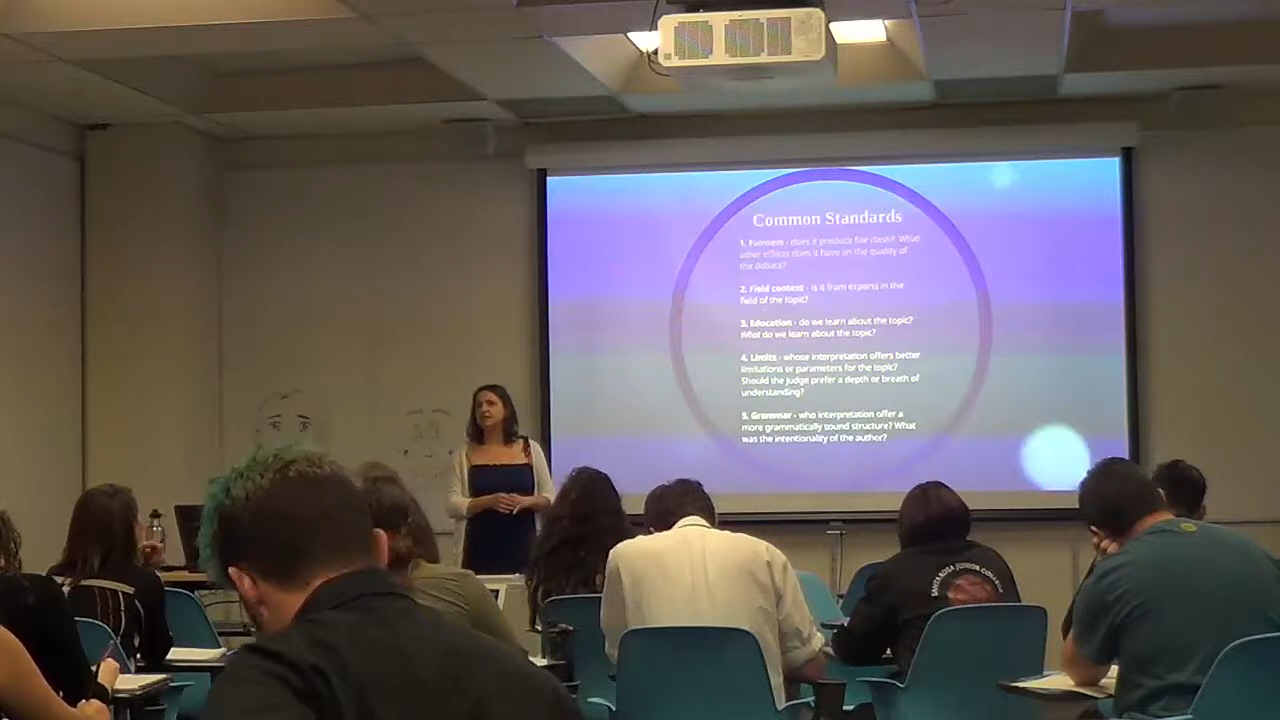 Common Standards
1. Fairness - does it produce fair clash? What
other effects does it have on the quality of
the debate?
2. Field context - is it from experts in the
field of the topic?
3. Education - do we learn about the topic?
What do we learn about the topic?
4. Limits - whose interpretation offers better
limitations or parameters for the topic?
Should the judge prefer a depth or breath of
understanding?
5. Grammar - who interpretation offer a
more grammatically sound structure? What
was the intentionality of the author?
SANTA ROSA JUNIOR COLLEGE